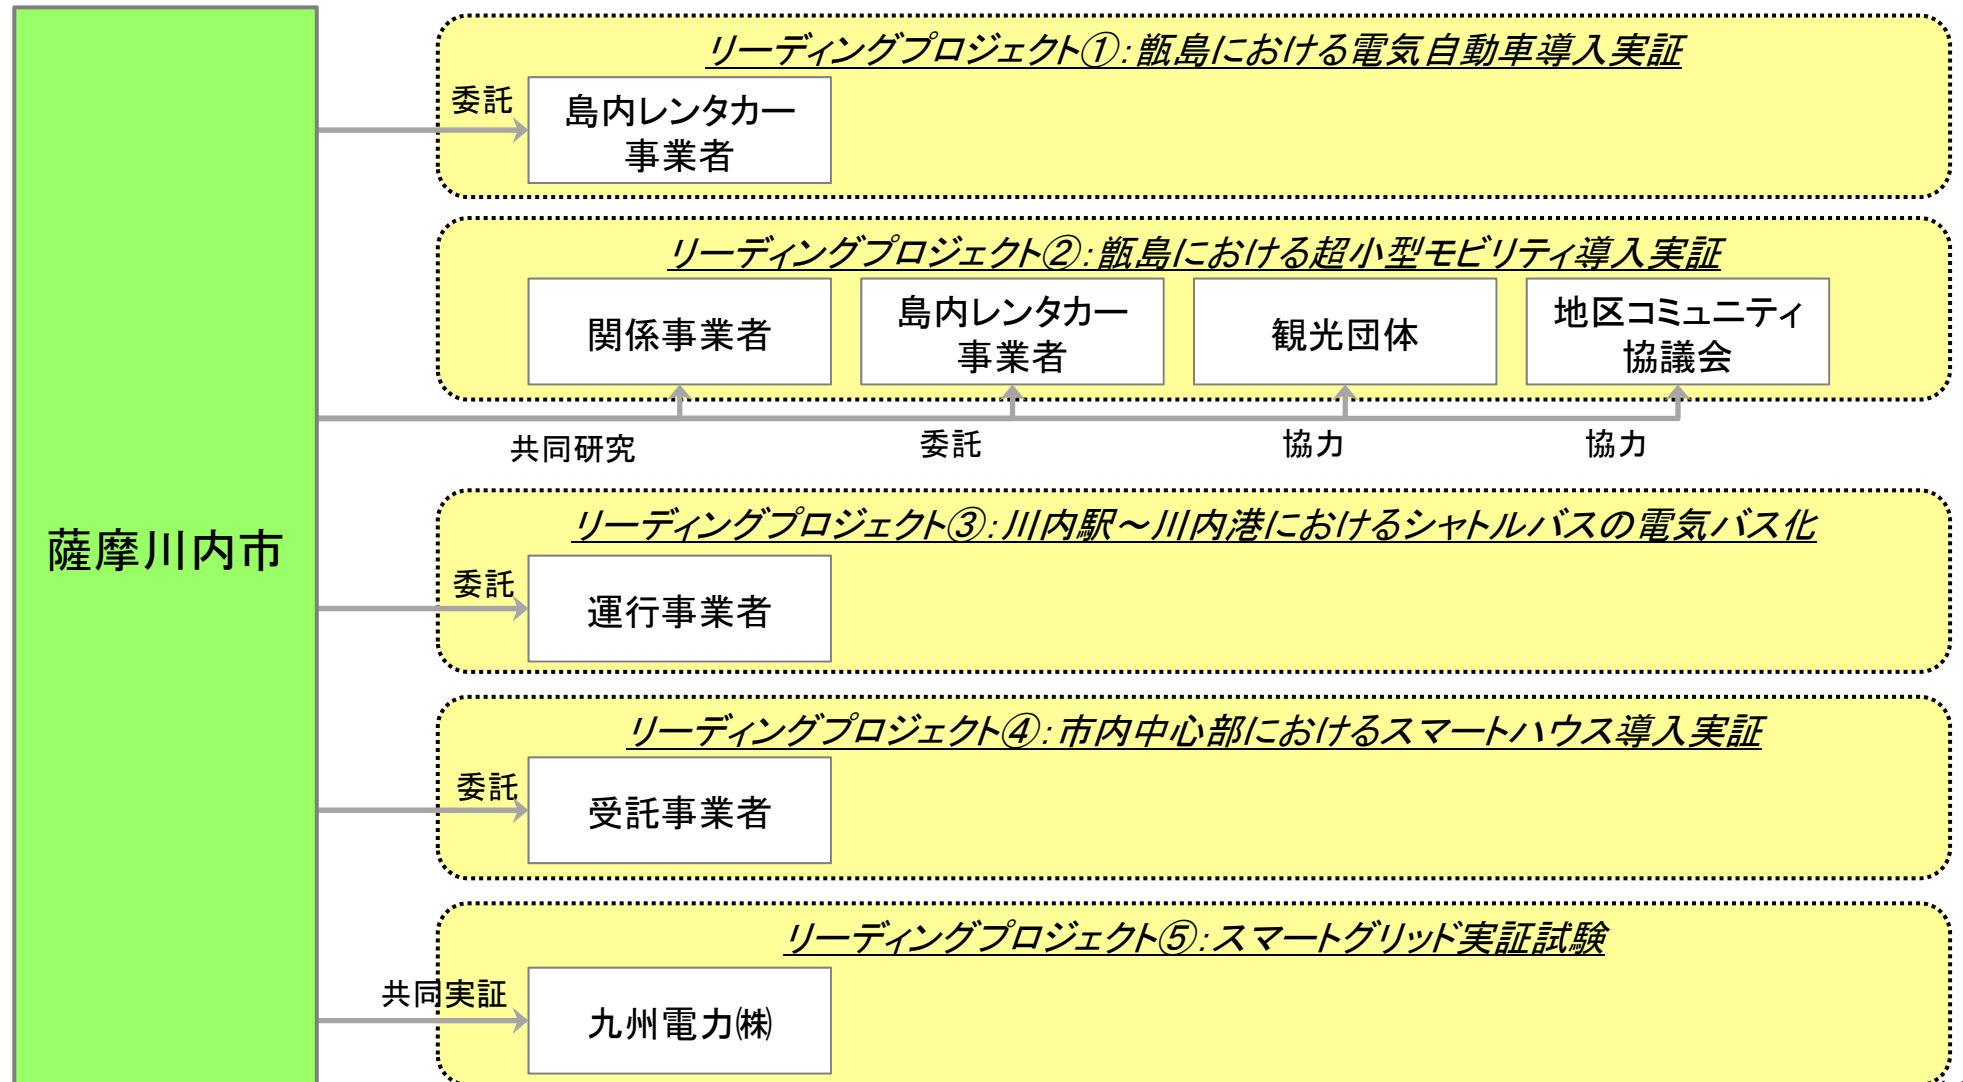 薩摩川内市
リーディングプロジェクト①：甑島における電気自動車導入実証
委託
島内レンタカー
事業者
リーディングプロジェクト②：甑島における超小型モビリティ導入実証
関係事業者
島内レンタカー
事業者
観光団体
地区コミュニティ
協議会
共同研究
委託
協力
協力
リーディングプロジェクト③：川内駅～川内港におけるシャトルバスの電気バス化
委託
運行事業者
リーディングプロジェクト④：市内中心部におけるスマートハウス導入実証
委託
受託事業者
リーディングプロジェクト⑤：スマートグリッド実証試験
共同実証
九州電力㈱